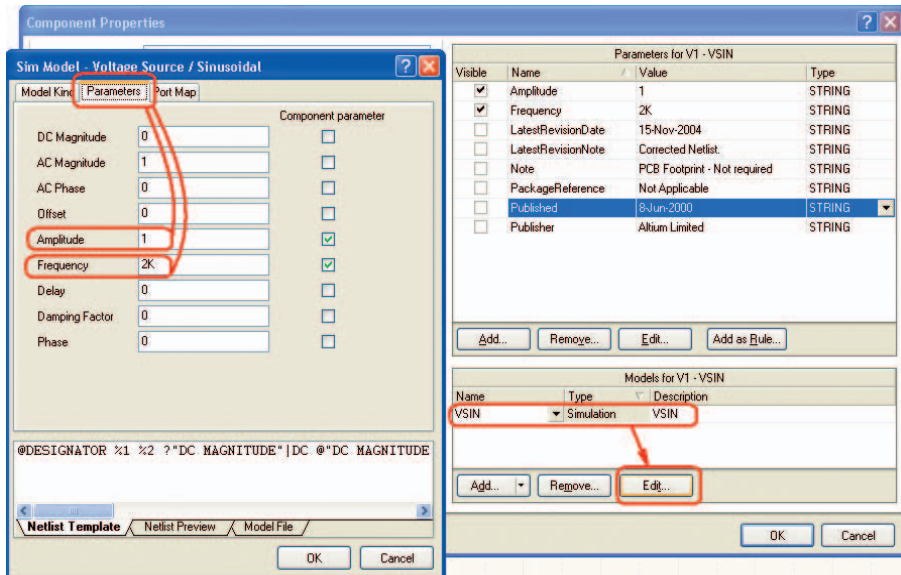 Component Properties
Sim Model - Voltage Source / Sinusoidal
Model Kind Parameters Port Map
Component parameter
DC Magnitude 0
AC Magnitude 1
AC Phase 0
Offset 0
Amplitude 1
Frequency 2K
Delay 0
Damping Factor 0
Phase 0
@DESIGNATOR %1 %2 ?"DC MAGNITUDE"|DC @"DC MAGNITUDE
Netlist Template Netlist Preview Model File
OK Cancel
Parameters for V1 - VSIN
Visible Name Value Type
Amplitude 1 STRING
Frequency 2K STRING
LatestRevisionDate 15-Nov-2004 STRING
LatestRevisionNote Corrected Netlist. STRING
Note PCB Footprint - Not required STRING
PackageReference Not Applicable STRING
Published 8-Jun-2000 STRING
Publisher Altium Limited STRING
Add... Remove... Edit... Add as Rule...
Models for V1 - VSIN
Name Type Description
VSIN Simulation VSIN
Add... Remove... Edit...
OK Cancel